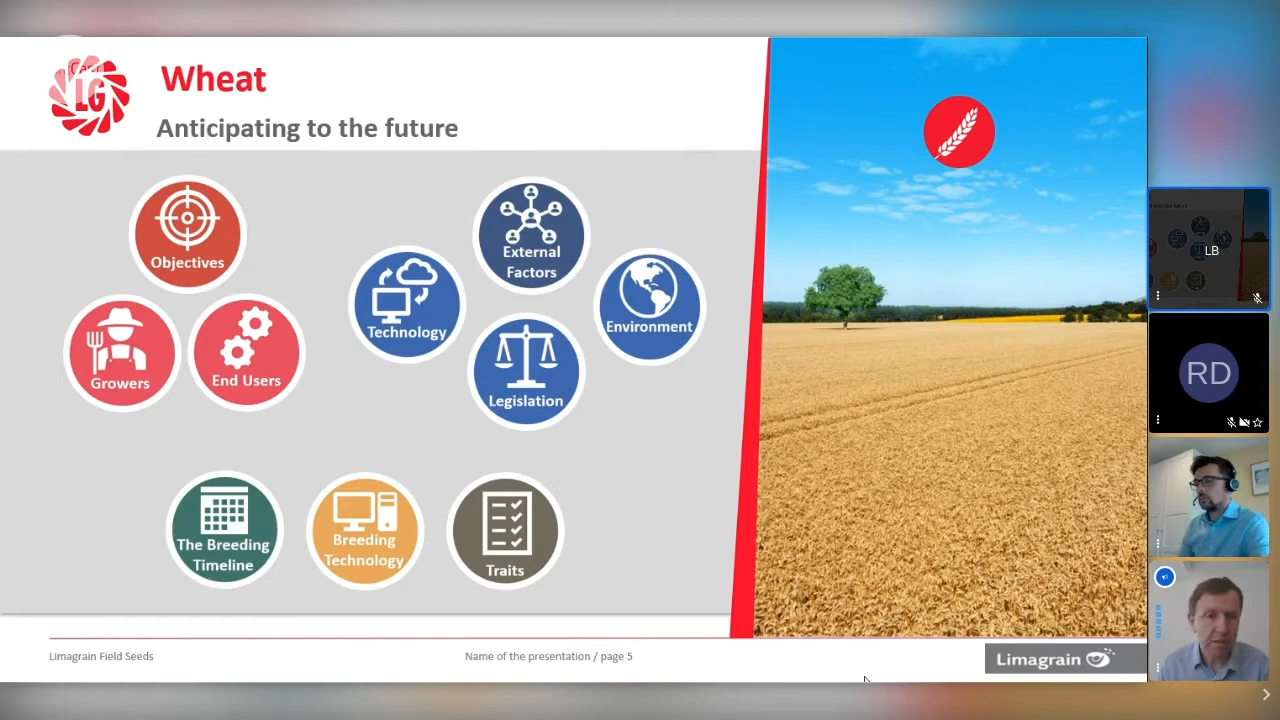 LG
Wheat
Anticipating to the future
Objectives
External
Factors
Technology
Environment
Growers
End Users
Legislation
The Breeding
Timeline
Breeding
Technology
Traits
Limagrain Field Seeds
Name of the presentation / page 5
Limagrain
LB
RD